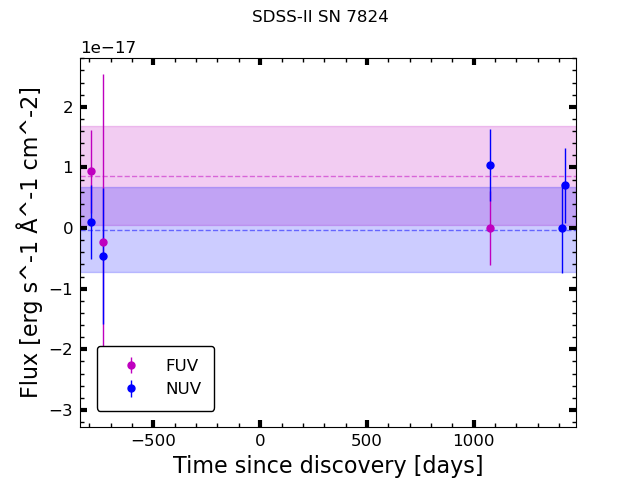 SDSS-II SN 7824
1e−17
2
1
0
−1
−2
−3
Flux [erg s^-1 Å^-1 cm^-2]
FUV
NUV
−500 0 500 1000
Time since discovery [days]